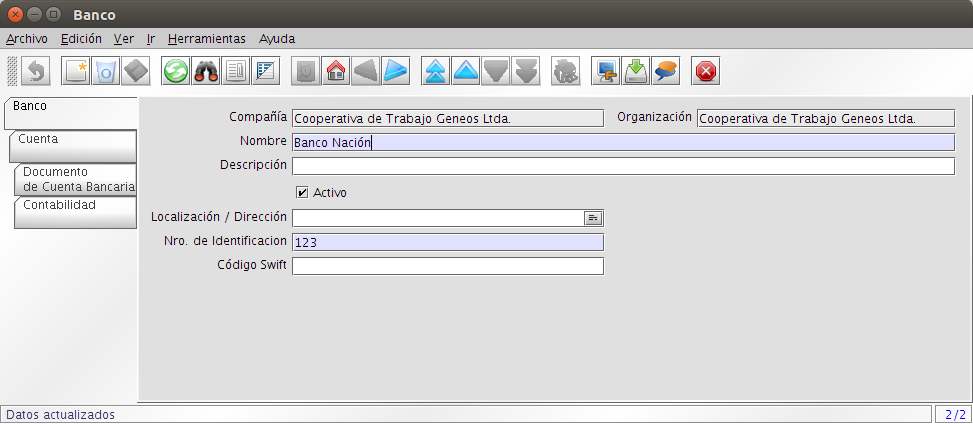 Banco
Archivo Edición Ver Ir Herramientas Ayuda
Banco
Cuenta
Documento
de Cuenta Bancaria
Contabilidad
Compañía Cooperativa de Trabajo Geneos Ltda. Organización Cooperativa de Trabajo Geneos Ltda.
Nombre Banco Nación
Descripción
Activo
Localización / Dirección
Nro. de Identificacion 123
Código Swift
Datos actualizados 2/2